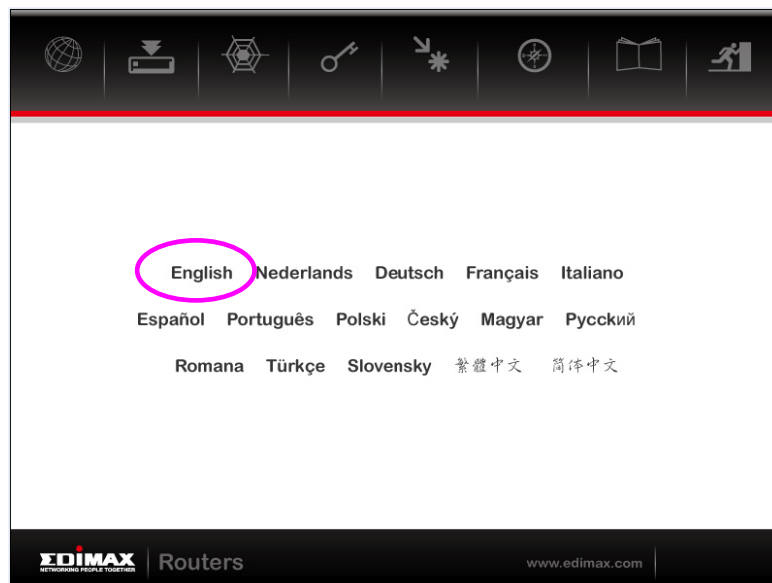 English Nederlands Deutsch Français Italiano
Español Português Polski Český Magyar Русский
Romana Türkçe Slovensky 繁體中文 简体中文
EDIMAX
NETWORKING PEOPLE TOGETHER
Routers
www.edimax.com